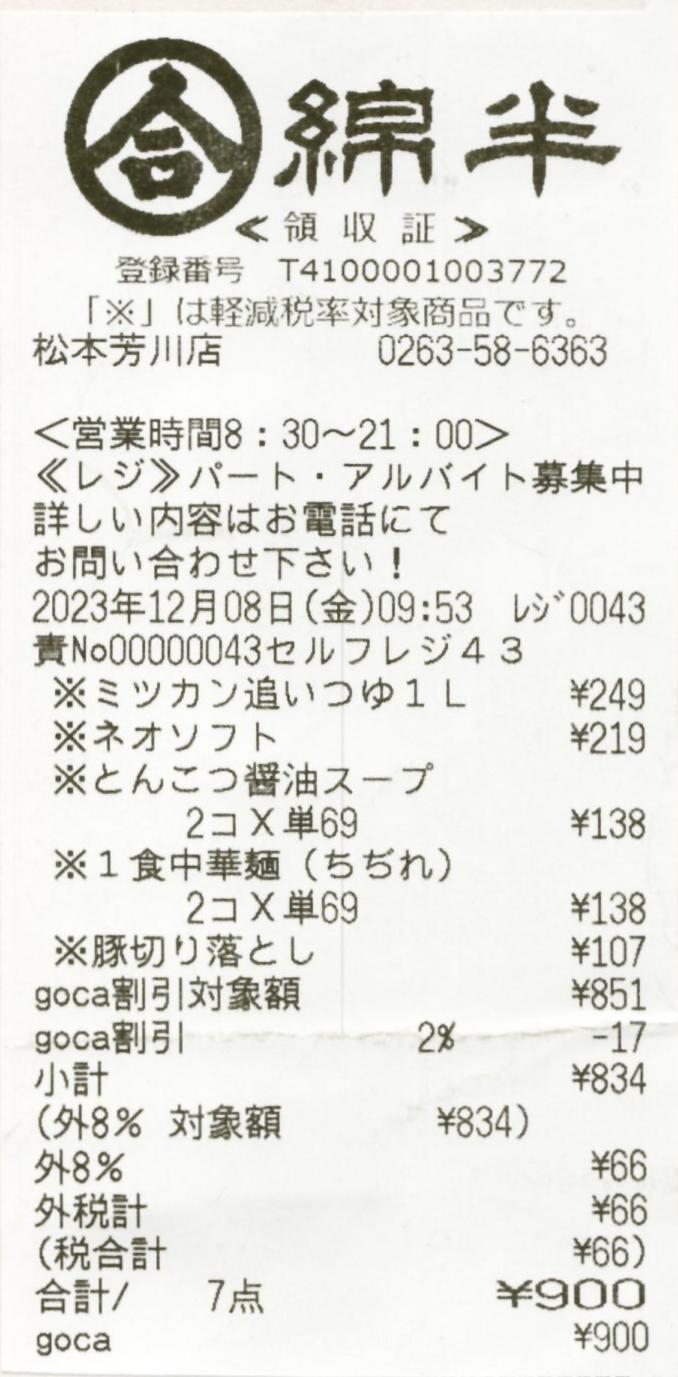 合 綿半
≪領収証≫
登録番号 T4100001003772
「※」は軽減税率対象商品です。
松本芳川店 0263-58-6363
＜営業時間8：30～21：00＞
≪レジ≫パート・アルバイト募集中
詳しい内容はお電話にて
お問い合わせ下さい！
2023年12月08日(金)09:53 ﾚｼﾞ0043
責No00000043セルフレジ４３
※ミツカン追いつゆ１Ｌ ¥249
※ネオソフト ¥219
※とんこつ醤油スープ
2コX単69 ¥138
※１食中華麺（ちぢれ）
2コX単69 ¥138
※豚切り落とし ¥107
goca割引対象額 ¥851
goca割引 2% -17
小計 ¥834
(外8% 対象額 ¥834)
外8% ¥66
外税計 ¥66
(税合計 ¥66)
合計/ 7点 ¥900
goca ¥900